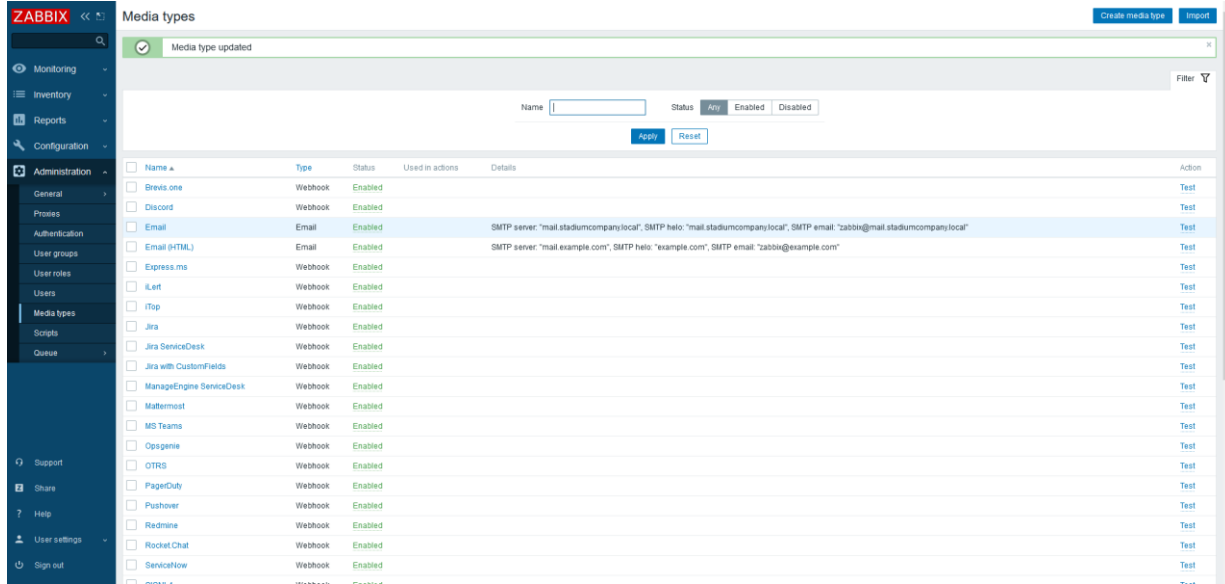 ZABBIX
Media types
Create media type
Import
Media type updated
Monitoring
Inventory
Reports
Configuration
Administration
General
Proxies
Authentication
User groups
User roles
Users
Media types
Scripts
Queue
Support
Share
Help
User settings
Sign out
Filter
Name
Status Any Enabled Disabled
Apply Reset
Name Type Status Used in actions Details Action
Brevis.one Webhook Enabled Test
Discord Webhook Enabled Test
Email Email Enabled SMTP server: "mail.stadiumcompany.local", SMTP helo: "mail.stadiumcompany.local", SMTP email: "zabbix@mail.stadiumcompany.local" Test
Email (HTML) Email Enabled SMTP server: "mail.example.com", SMTP helo: "example.com", SMTP email: "zabbix@example.com" Test
Express.ms Webhook Enabled Test
iLert Webhook Enabled Test
iTop Webhook Enabled Test
Jira Webhook Enabled Test
Jira ServiceDesk Webhook Enabled Test
Jira with CustomFields Webhook Enabled Test
ManageEngine ServiceDesk Webhook Enabled Test
Mattermost Webhook Enabled Test
MS Teams Webhook Enabled Test
Opsgenie Webhook Enabled Test
OTRS Webhook Enabled Test
PagerDuty Webhook Enabled Test
Pushover Webhook Enabled Test
Redmine Webhook Enabled Test
Rocket.Chat Webhook Enabled Test
ServiceNow Webhook Enabled Test